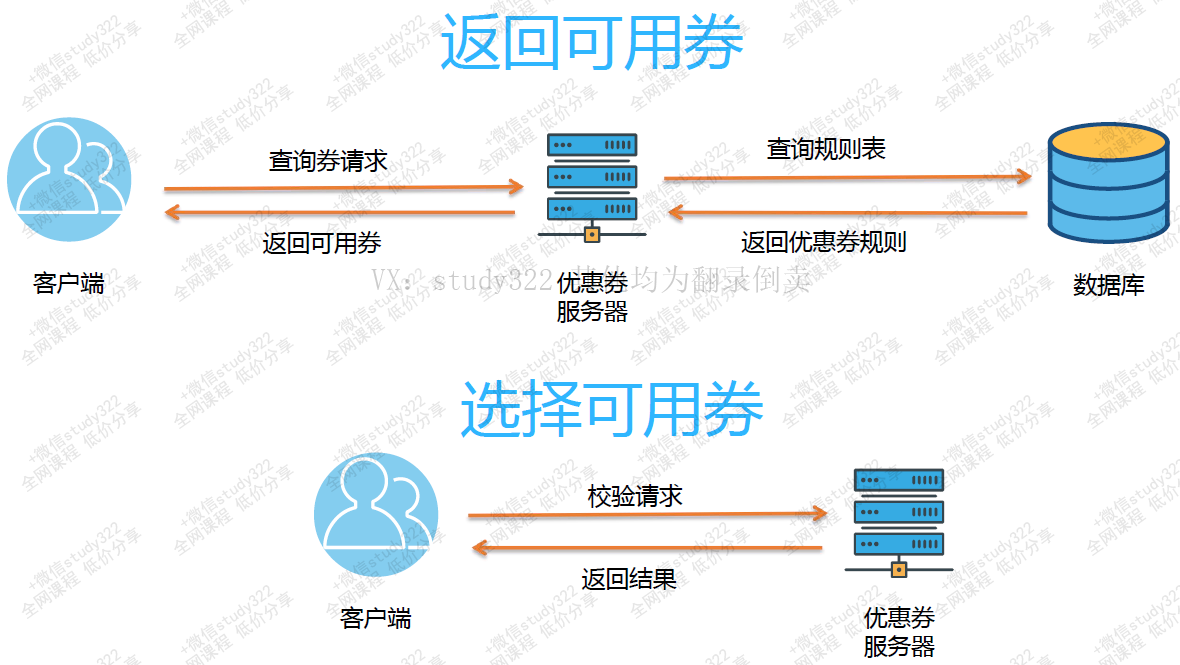 返回可用券
查询券请求
查询规则表
返回可用券
返回优惠券规则
客户端
优惠券
服务器
数据库
VX: study322
均为翻录倒卖
选择可用券
校验请求
返回结果
客户端
优惠券
服务器
+微信study322
全网课程 低价分享